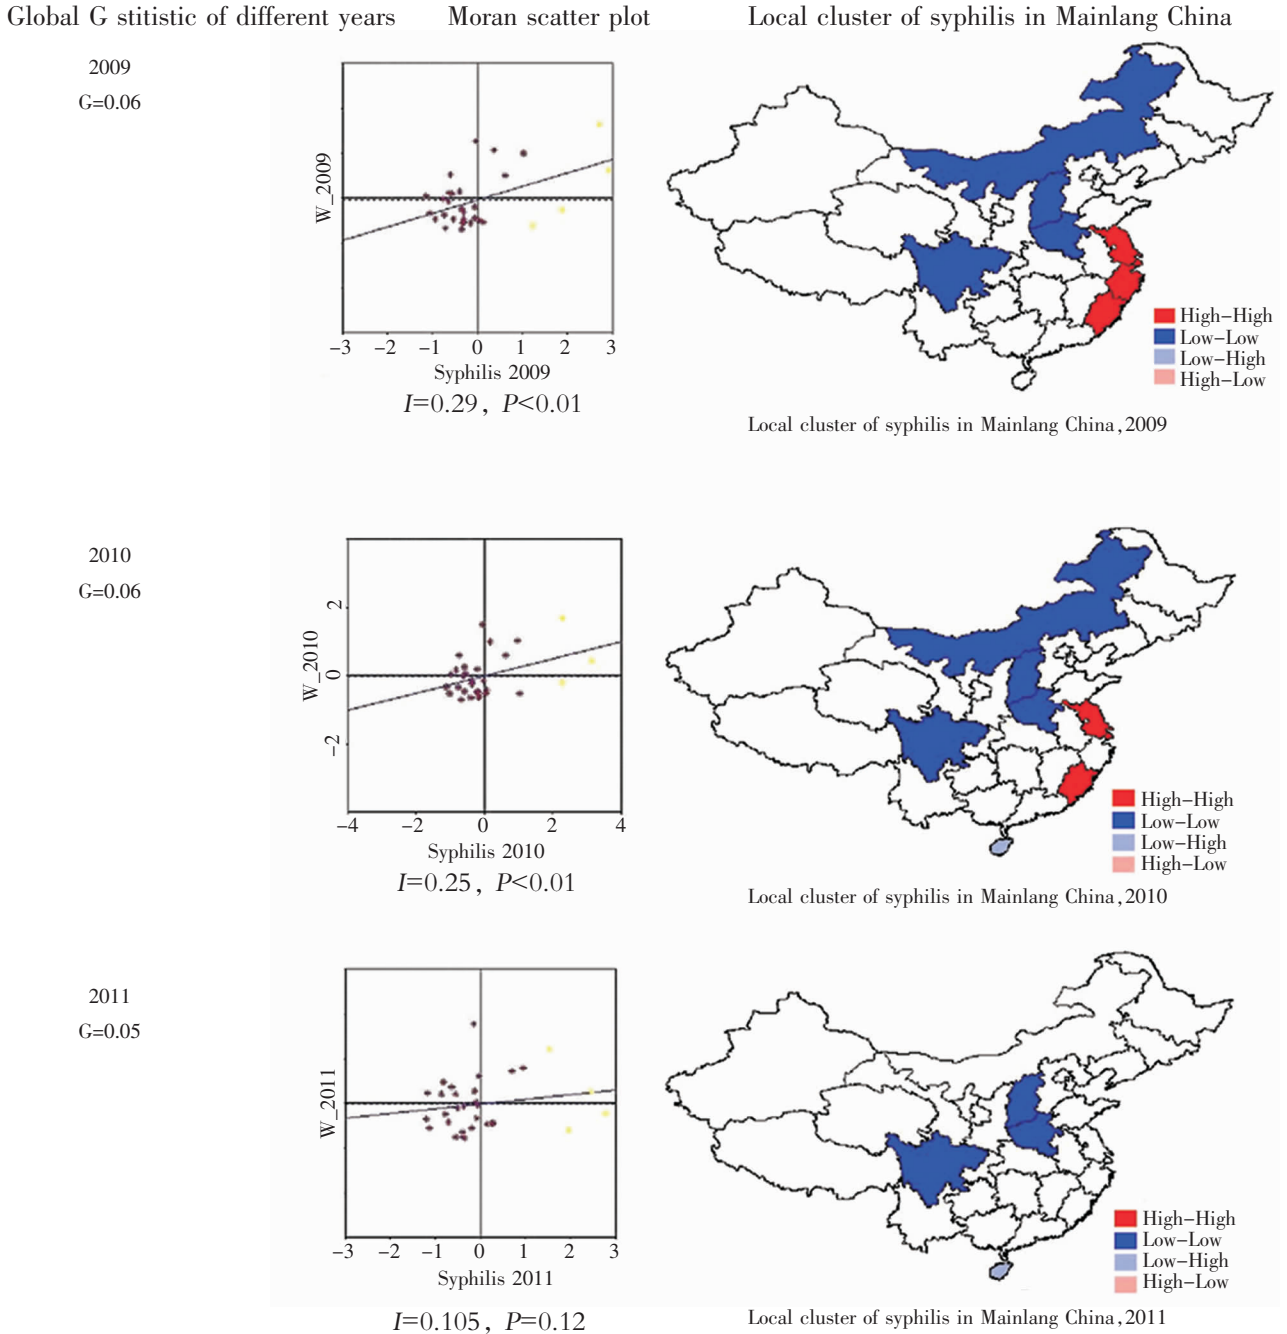 Global G stitistic of different years Moran scatter plot Local cluster of syphilis in Mainlang China
2009
G=0.06
W_2009
−3 −2 −1 0 1 2 3
Syphilis 2009
I=0.29, P<0.01
High−High
Low−Low
Low−High
High−Low
Local cluster of syphilis in Mainlang China,2009
2010
G=0.06
W_2010
2
0
−2
−4 −2 0 2 4
Syphilis 2010
I=0.25, P<0.01
High−High
Low−Low
Low−High
High−Low
Local cluster of syphilis in Mainlang China,2010
2011
G=0.05
W_2011
−3 −2 −1 0 1 2 3
Syphilis 2011
I=0.105, P=0.12
High−High
Low−Low
Low−High
High−Low
Local cluster of syphilis in Mainlang China,2011